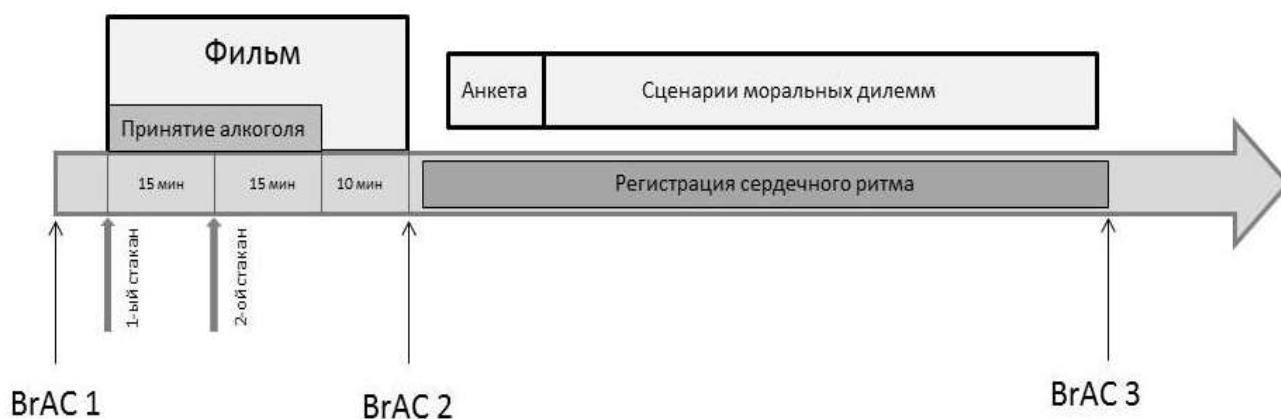 Фильм
Принятие алкоголя
Анкета
Сценарии моральных дилемм
15 мин
15 мин
10 мин
Регистрация сердечного ритма
1-ый стакан
2-ой стакан
BrAC 1
BrAC 2
BrAC 3